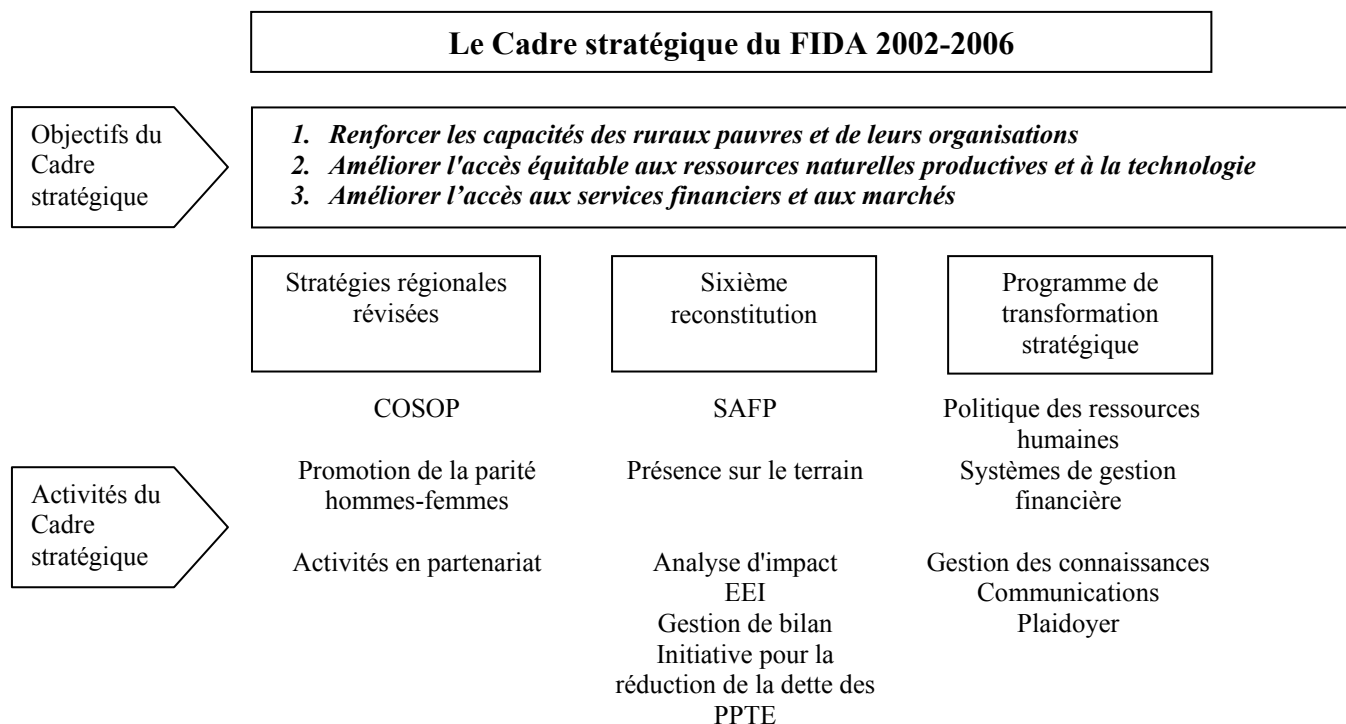 Le Cadre stratégique du FIDA 2002-2006
Objectifs du
Cadre
stratégique
1. Renforcer les capacités des ruraux pauvres et de leurs organisations
2. Améliorer l'accès équitable aux ressources naturelles productives et à la technologie
3. Améliorer l’accès aux services financiers et aux marchés
Stratégies régionales
révisées
Sixième
reconstitution
Programme de
transformation
stratégique
Activités du
Cadre
stratégique
COSOP
Promotion de la parité
hommes-femmes
Activités en partenariat
SAFP
Présence sur le terrain
Analyse d'impact
EEI
Gestion de bilan
Initiative pour la
réduction de la dette des
PPTE
Politique des ressources
humaines
Systèmes de gestion
financière
Gestion des connaissances
Communications
Plaidoyer